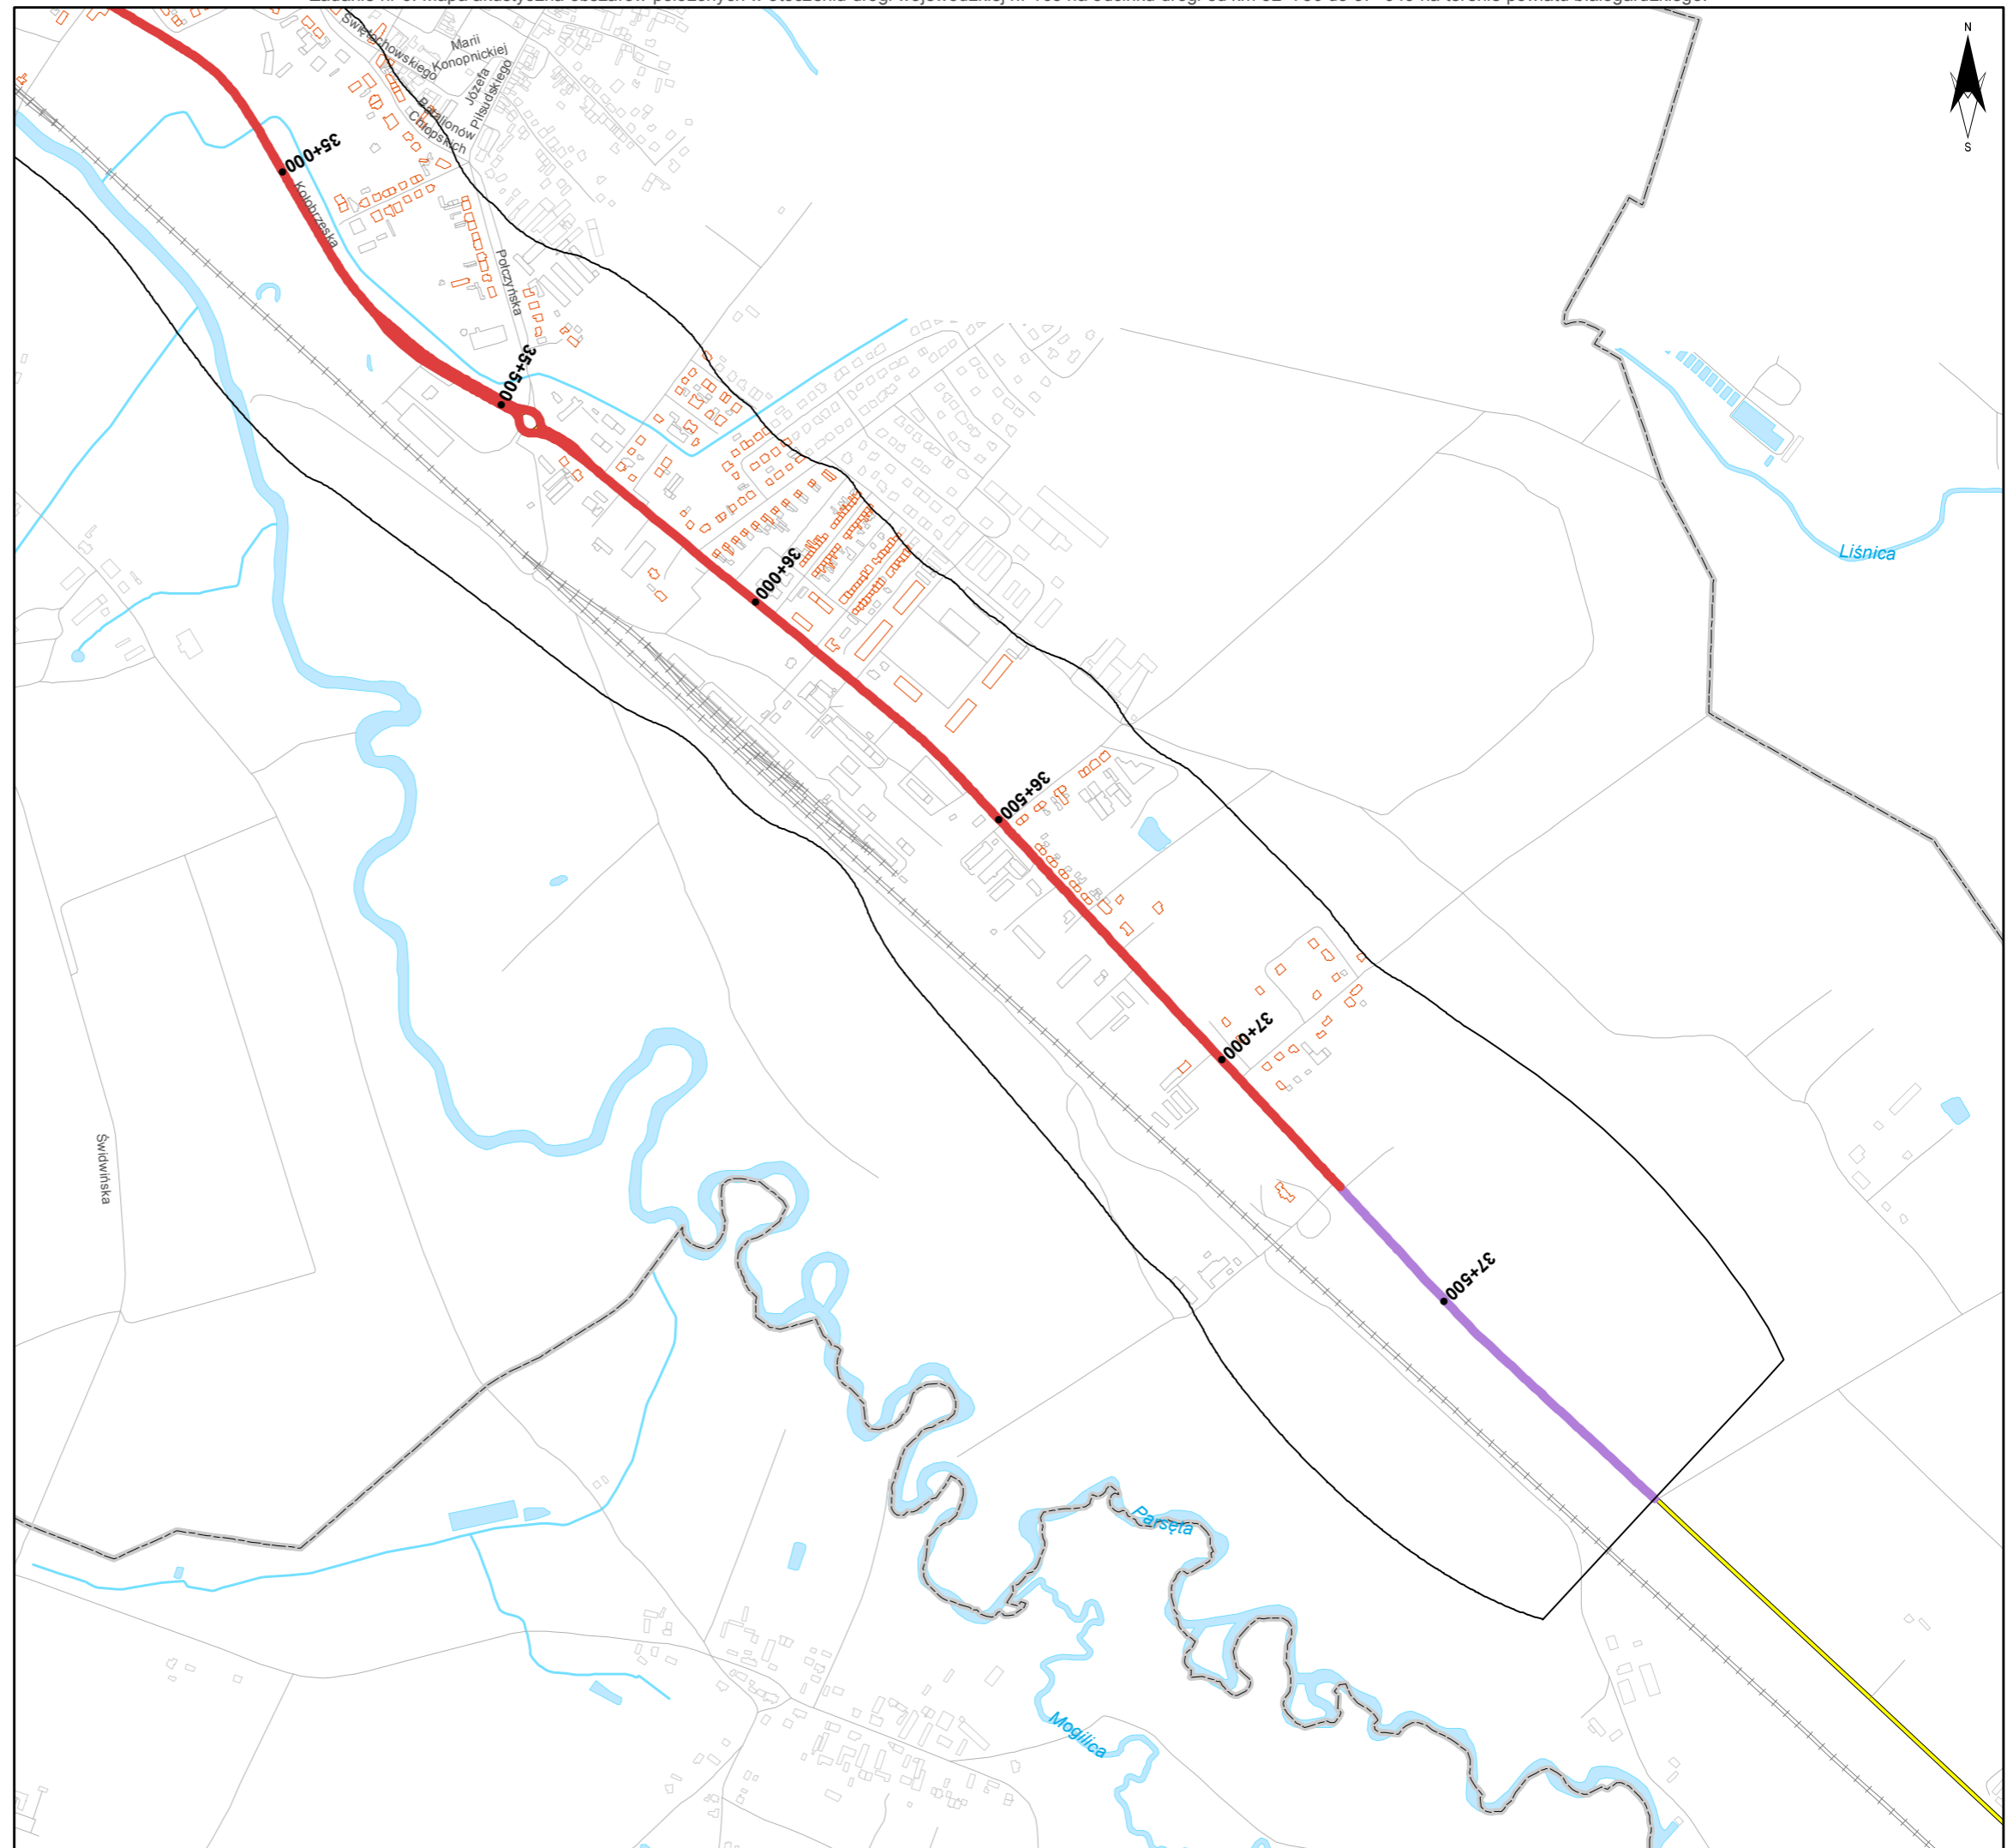 N
S
Świętochowskiego
Marii
Konopnickiej
Józefa
Piłsudskiego
Batalionów
Chłopskich
35+000
Kołobrzeska
Połczyńska
35+500
Liśnica
36+000
36+500
37+000
Świdwińska
37+500
Parsęta
Mogilica